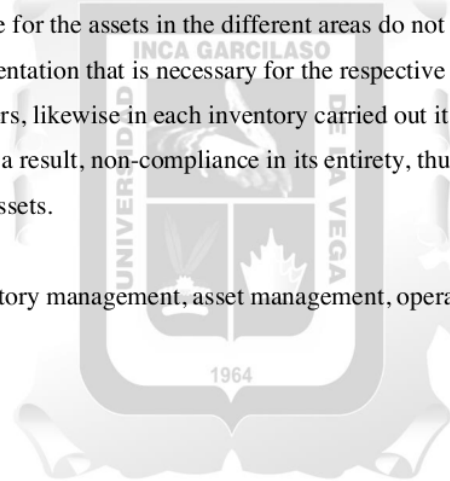 e for the assets in the different areas do not
INCA GARCILASO
entation that is necessary for the respective
rs, likewise in each inventory carried out it
UNIVERSIDAD
DE LA VEGA
a result, non-compliance in its entirety, thu
ssets.
tory management, asset management, opera
1964